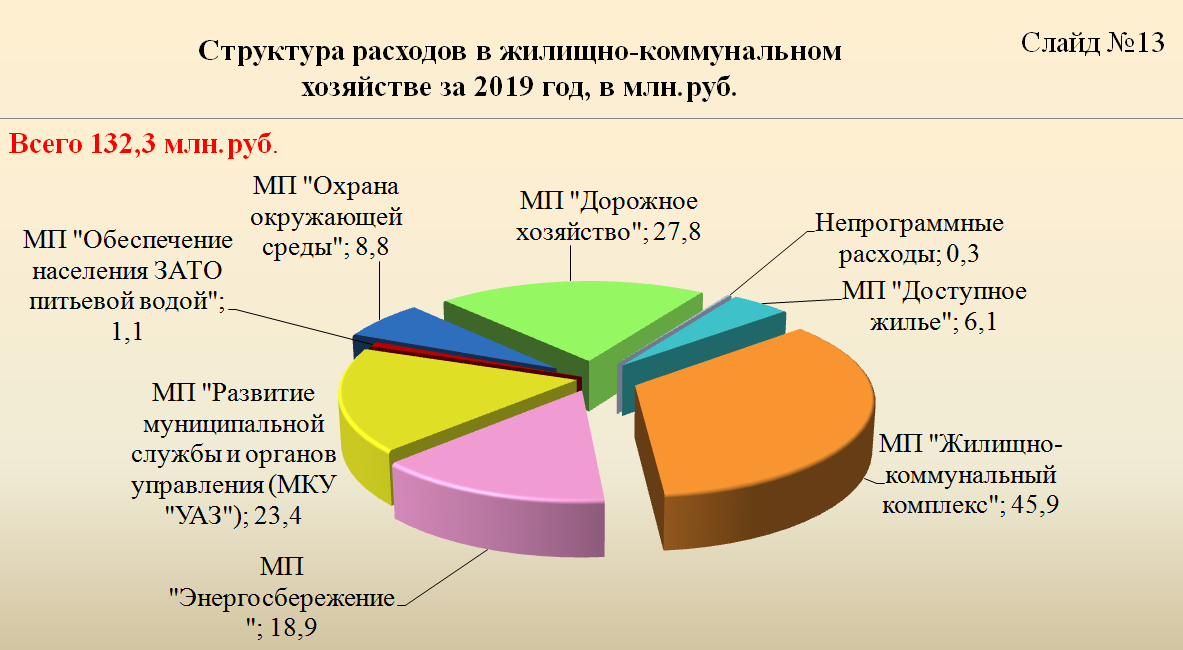 Структура расходов в жилищно-коммунальном
хозяйстве за 2019 год, в млн.руб.
Слайд №13
Всего 132,3 млн.руб.
МП "Охрана
окружающей
среды"; 8,8
МП "Дорожное
хозяйство"; 27,8
Непрограммные
расходы; 0,3
МП "Обеспечение
населения ЗАТО
питьевой водой";
1,1
МП "Доступное
жилье"; 6,1
МП "Развитие
муниципальной
службы и органов
управления (МКУ
"УАЗ"); 23,4
МП "Жилищно-
коммунальный
комплекс"; 45,9
МП
"Энергосбережение
"; 18,9